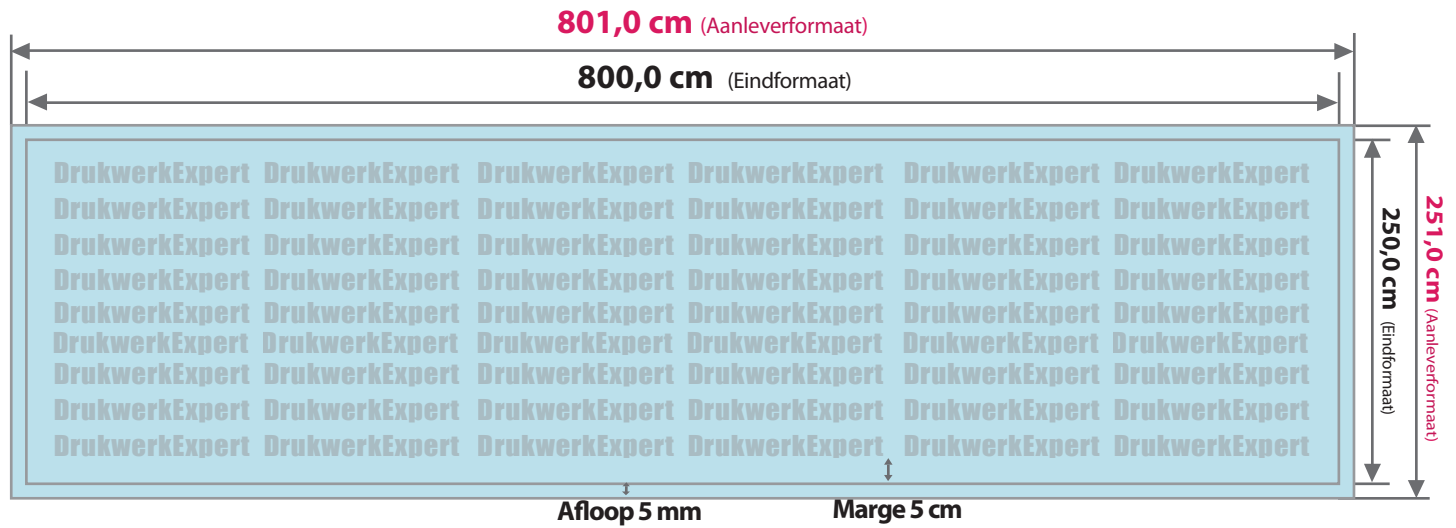 801,0 cm (Aanleverformaat)
800,0 cm (Eindformaat)
DrukwerkExpert DrukwerkExpert DrukwerkExpert DrukwerkExpert DrukwerkExpert DrukwerkExpert
DrukwerkExpert DrukwerkExpert DrukwerkExpert DrukwerkExpert DrukwerkExpert DrukwerkExpert
DrukwerkExpert DrukwerkExpert DrukwerkExpert DrukwerkExpert DrukwerkExpert DrukwerkExpert
DrukwerkExpert DrukwerkExpert DrukwerkExpert DrukwerkExpert DrukwerkExpert DrukwerkExpert
DrukwerkExpert DrukwerkExpert DrukwerkExpert DrukwerkExpert DrukwerkExpert DrukwerkExpert
DrukwerkExpert DrukwerkExpert DrukwerkExpert DrukwerkExpert DrukwerkExpert DrukwerkExpert
DrukwerkExpert DrukwerkExpert DrukwerkExpert DrukwerkExpert DrukwerkExpert DrukwerkExpert
DrukwerkExpert DrukwerkExpert DrukwerkExpert DrukwerkExpert DrukwerkExpert DrukwerkExpert
DrukwerkExpert DrukwerkExpert DrukwerkExpert DrukwerkExpert DrukwerkExpert DrukwerkExpert
250,0 cm (Eindformaat)
251,0 cm (Aanleverformaat)
Afloop 5 mm
Marge 5 cm